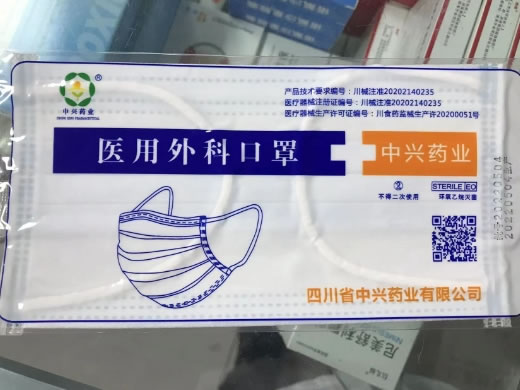 中兴药业
产品技术要求编号：川械注准20202140235
医疗器械注册证编号：川械注准20202140235
医疗器械生产许可证编号：川食药监械生产许20200051号
医用外科口罩
中兴药业
②
不得二次使用
STERILE EO
环氧乙烷灭菌
20220504
四川省中兴药业有限公司
尼美舒利